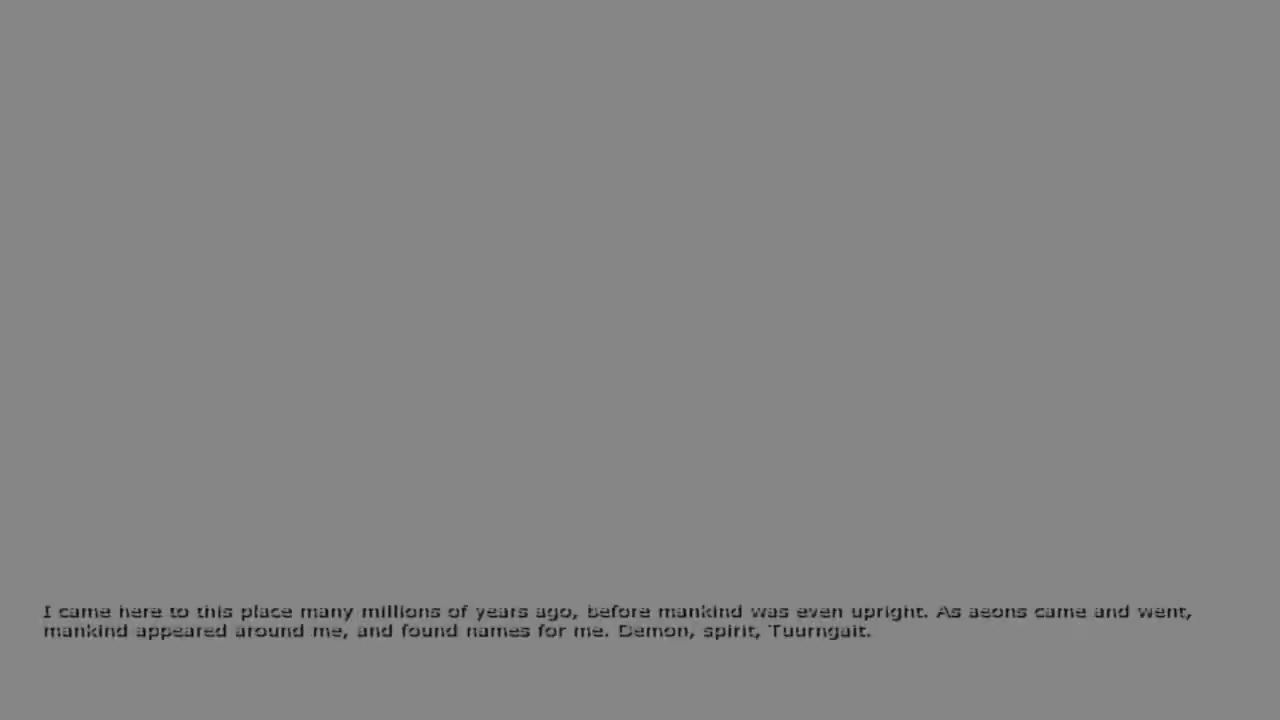 I came here to this place many millions of years ago, before mankind was even upright. As aeons came and went,
mankind appeared around me, and found names for me. Demon, spirit, Tuurngait.